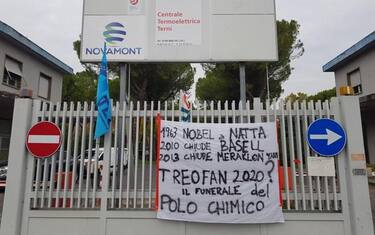 NOVAMONT
Centrale
Termoelettrica
Terni
1963 NOBEL a NATTA
2010 CHIUDE BASELL
2013 CHIUDE MERAKLON
TREOFAN 2020?
IL FUNERALE del
POLO CHIMICO